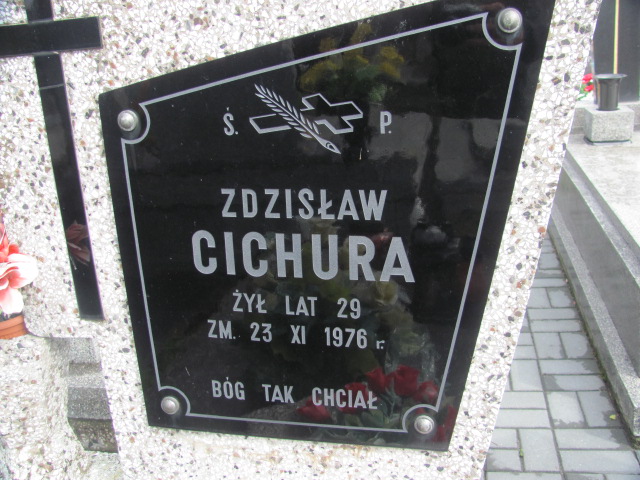 Ś. P.
ZDZISŁAW
CICHURA
ŻYŁ LAT 29
ZM. 23 XI 1976 r.
BÓG TAK CHCIAŁ